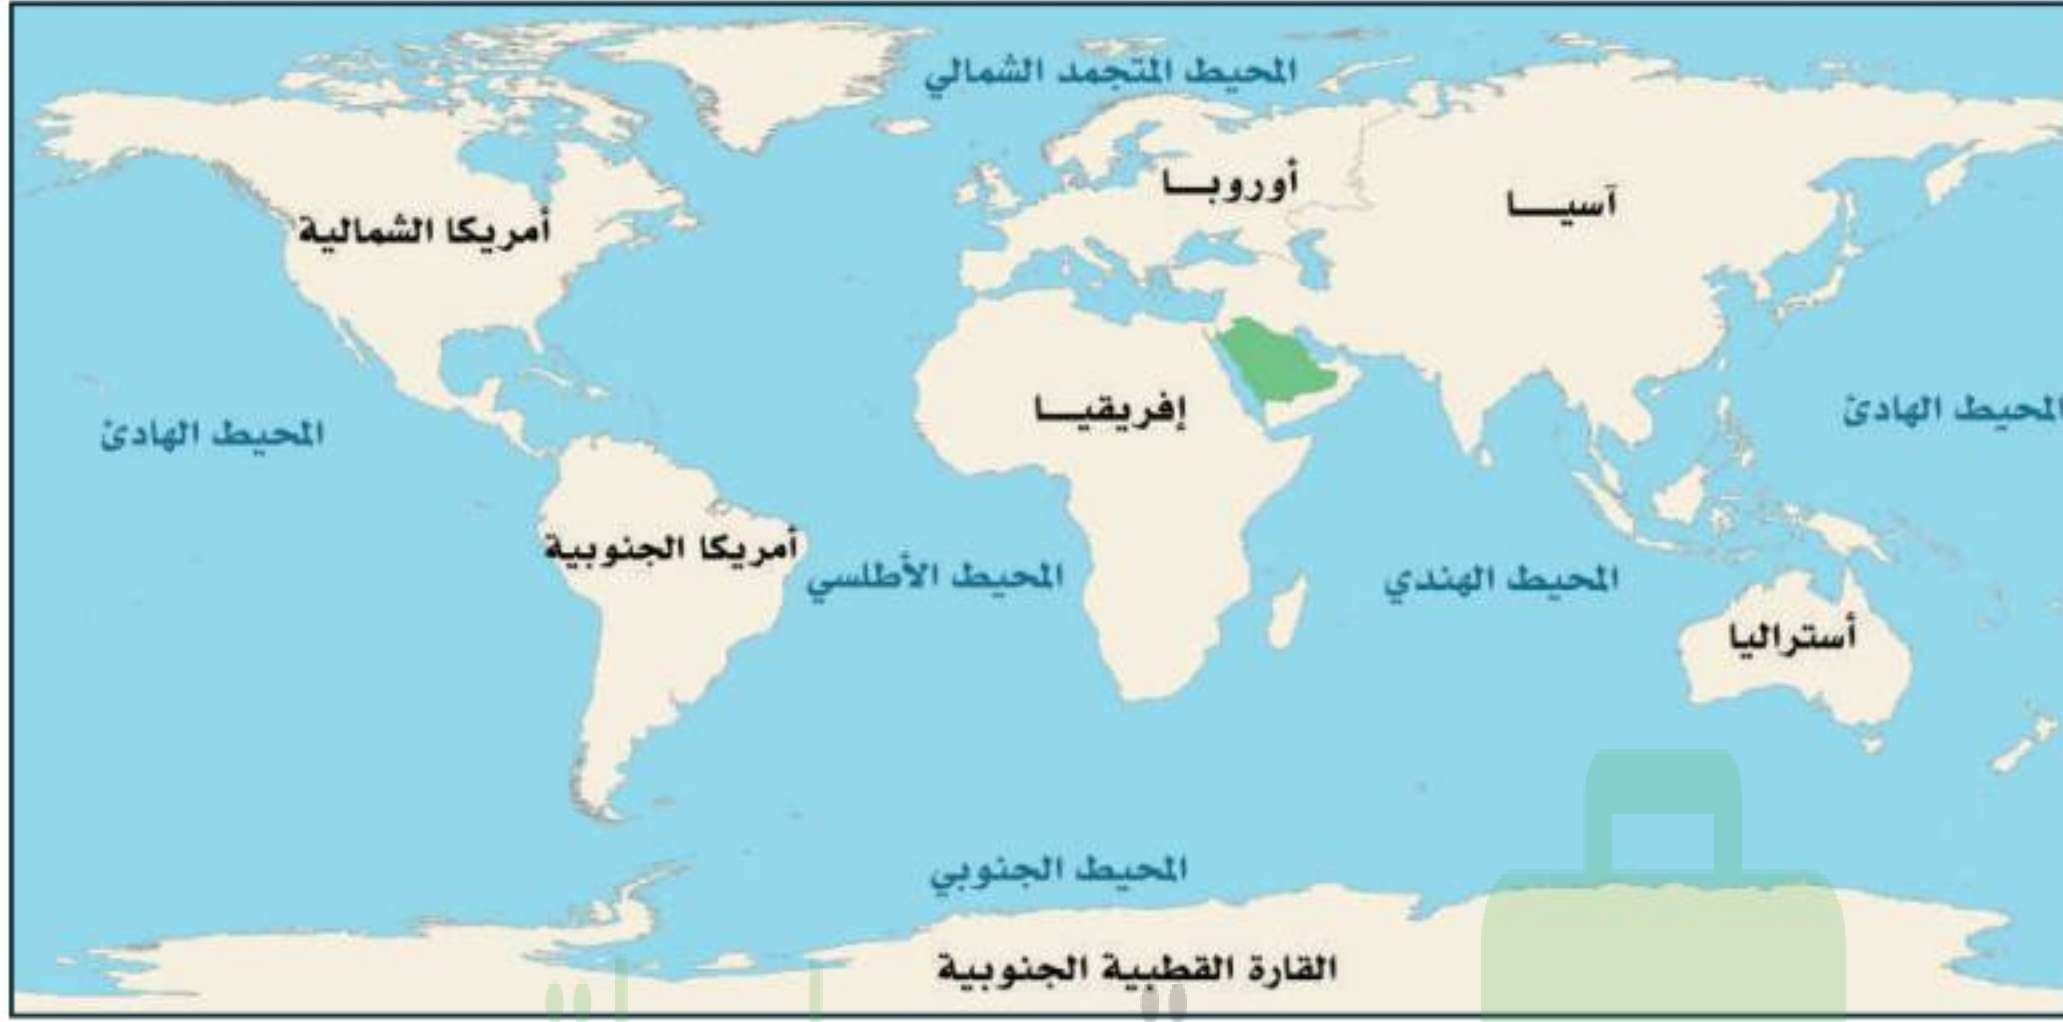 المحيط المتجمد الشمالي
أوروبـــا
آسيـــا
أمريكا الشمالية
إفريقيـــا
المحيط الهادئ
المحيط الهادئ
أمريكا الجنوبية
المحيط الأطلسي
المحيط الهندي
أستراليا
المحيط الجنوبي
القارة القطبية الجنوبية